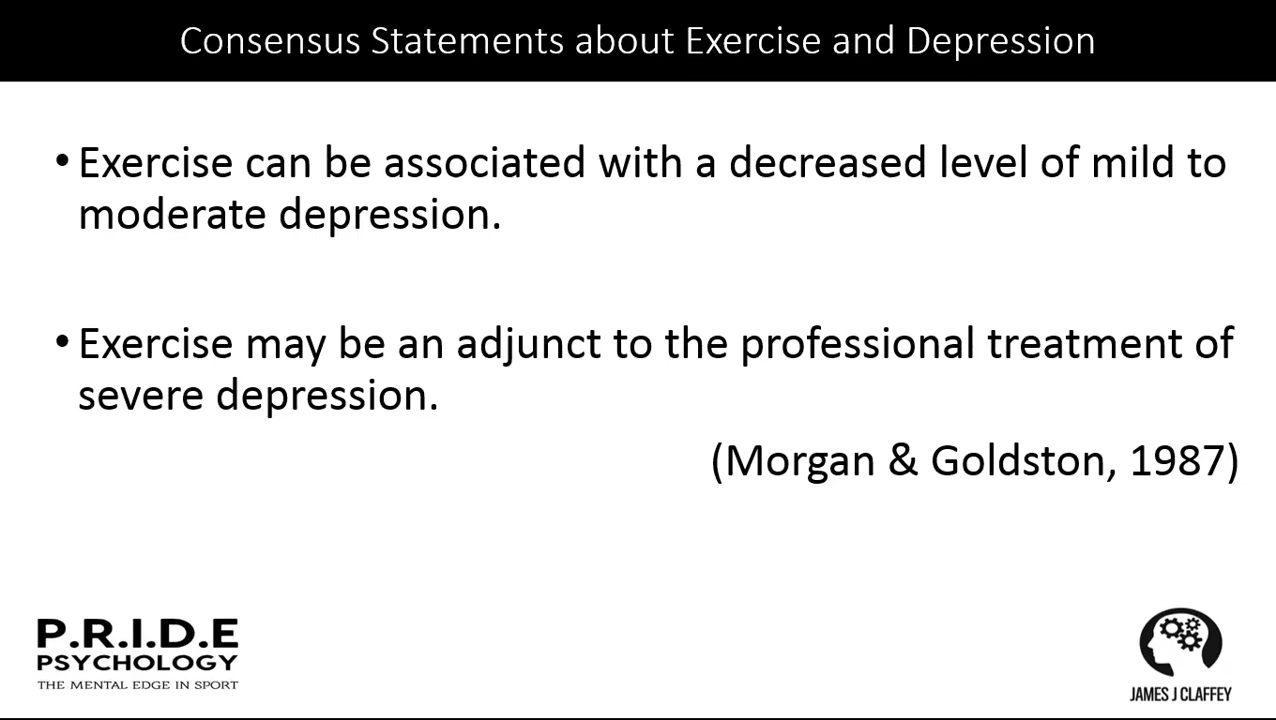 Consensus Statements about Exercise and Depression
• Exercise can be associated with a decreased level of mild to
moderate depression.
• Exercise may be an adjunct to the professional treatment of
severe depression.
(Morgan & Goldston, 1987)
P.R.I.D.E
PSYCHOLOGY
THE MENTAL EDGE IN SPORT
JAMES J CLAFFEY